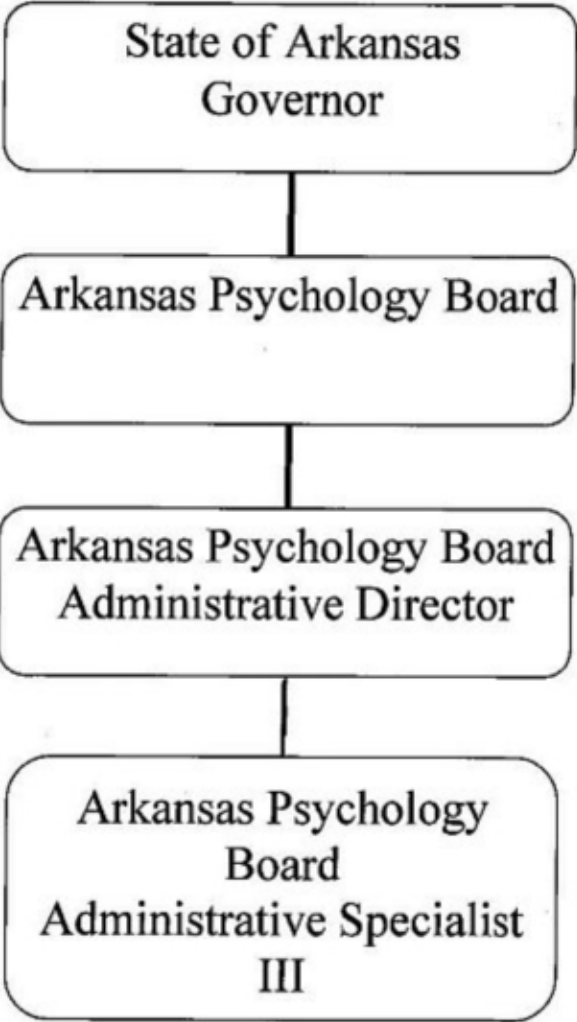 State of Arkansas
Governor
Arkansas Psychology Board
Arkansas Psychology Board
Administrative Director
Arkansas Psychology
Board
Administrative Specialist
III